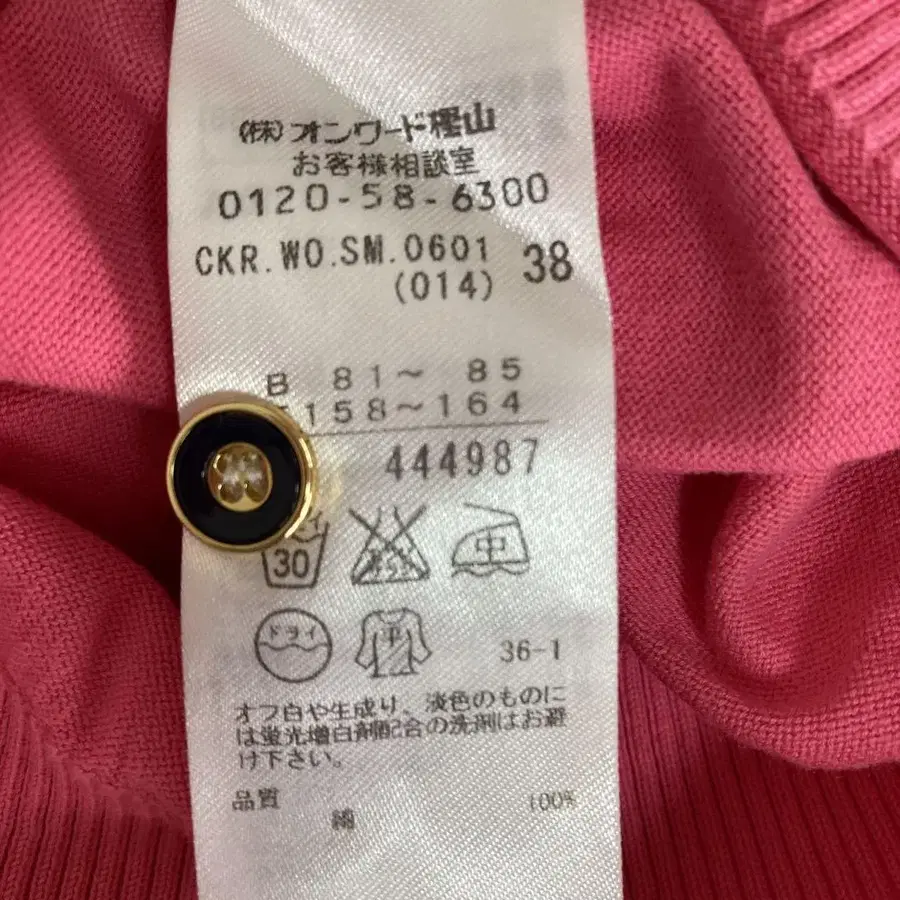 (株)オンワード樫山
お客様相談室
0120-58-6300
CKR.WO.SM.0601 38
(014)
B 81～ 85
158～164
444987
30
中
ドライ
平
36-1
オフ白や生成り、淡色のものに
は蛍光増白剤配合の洗剤はお避
け下さい。
品質 100%
綿